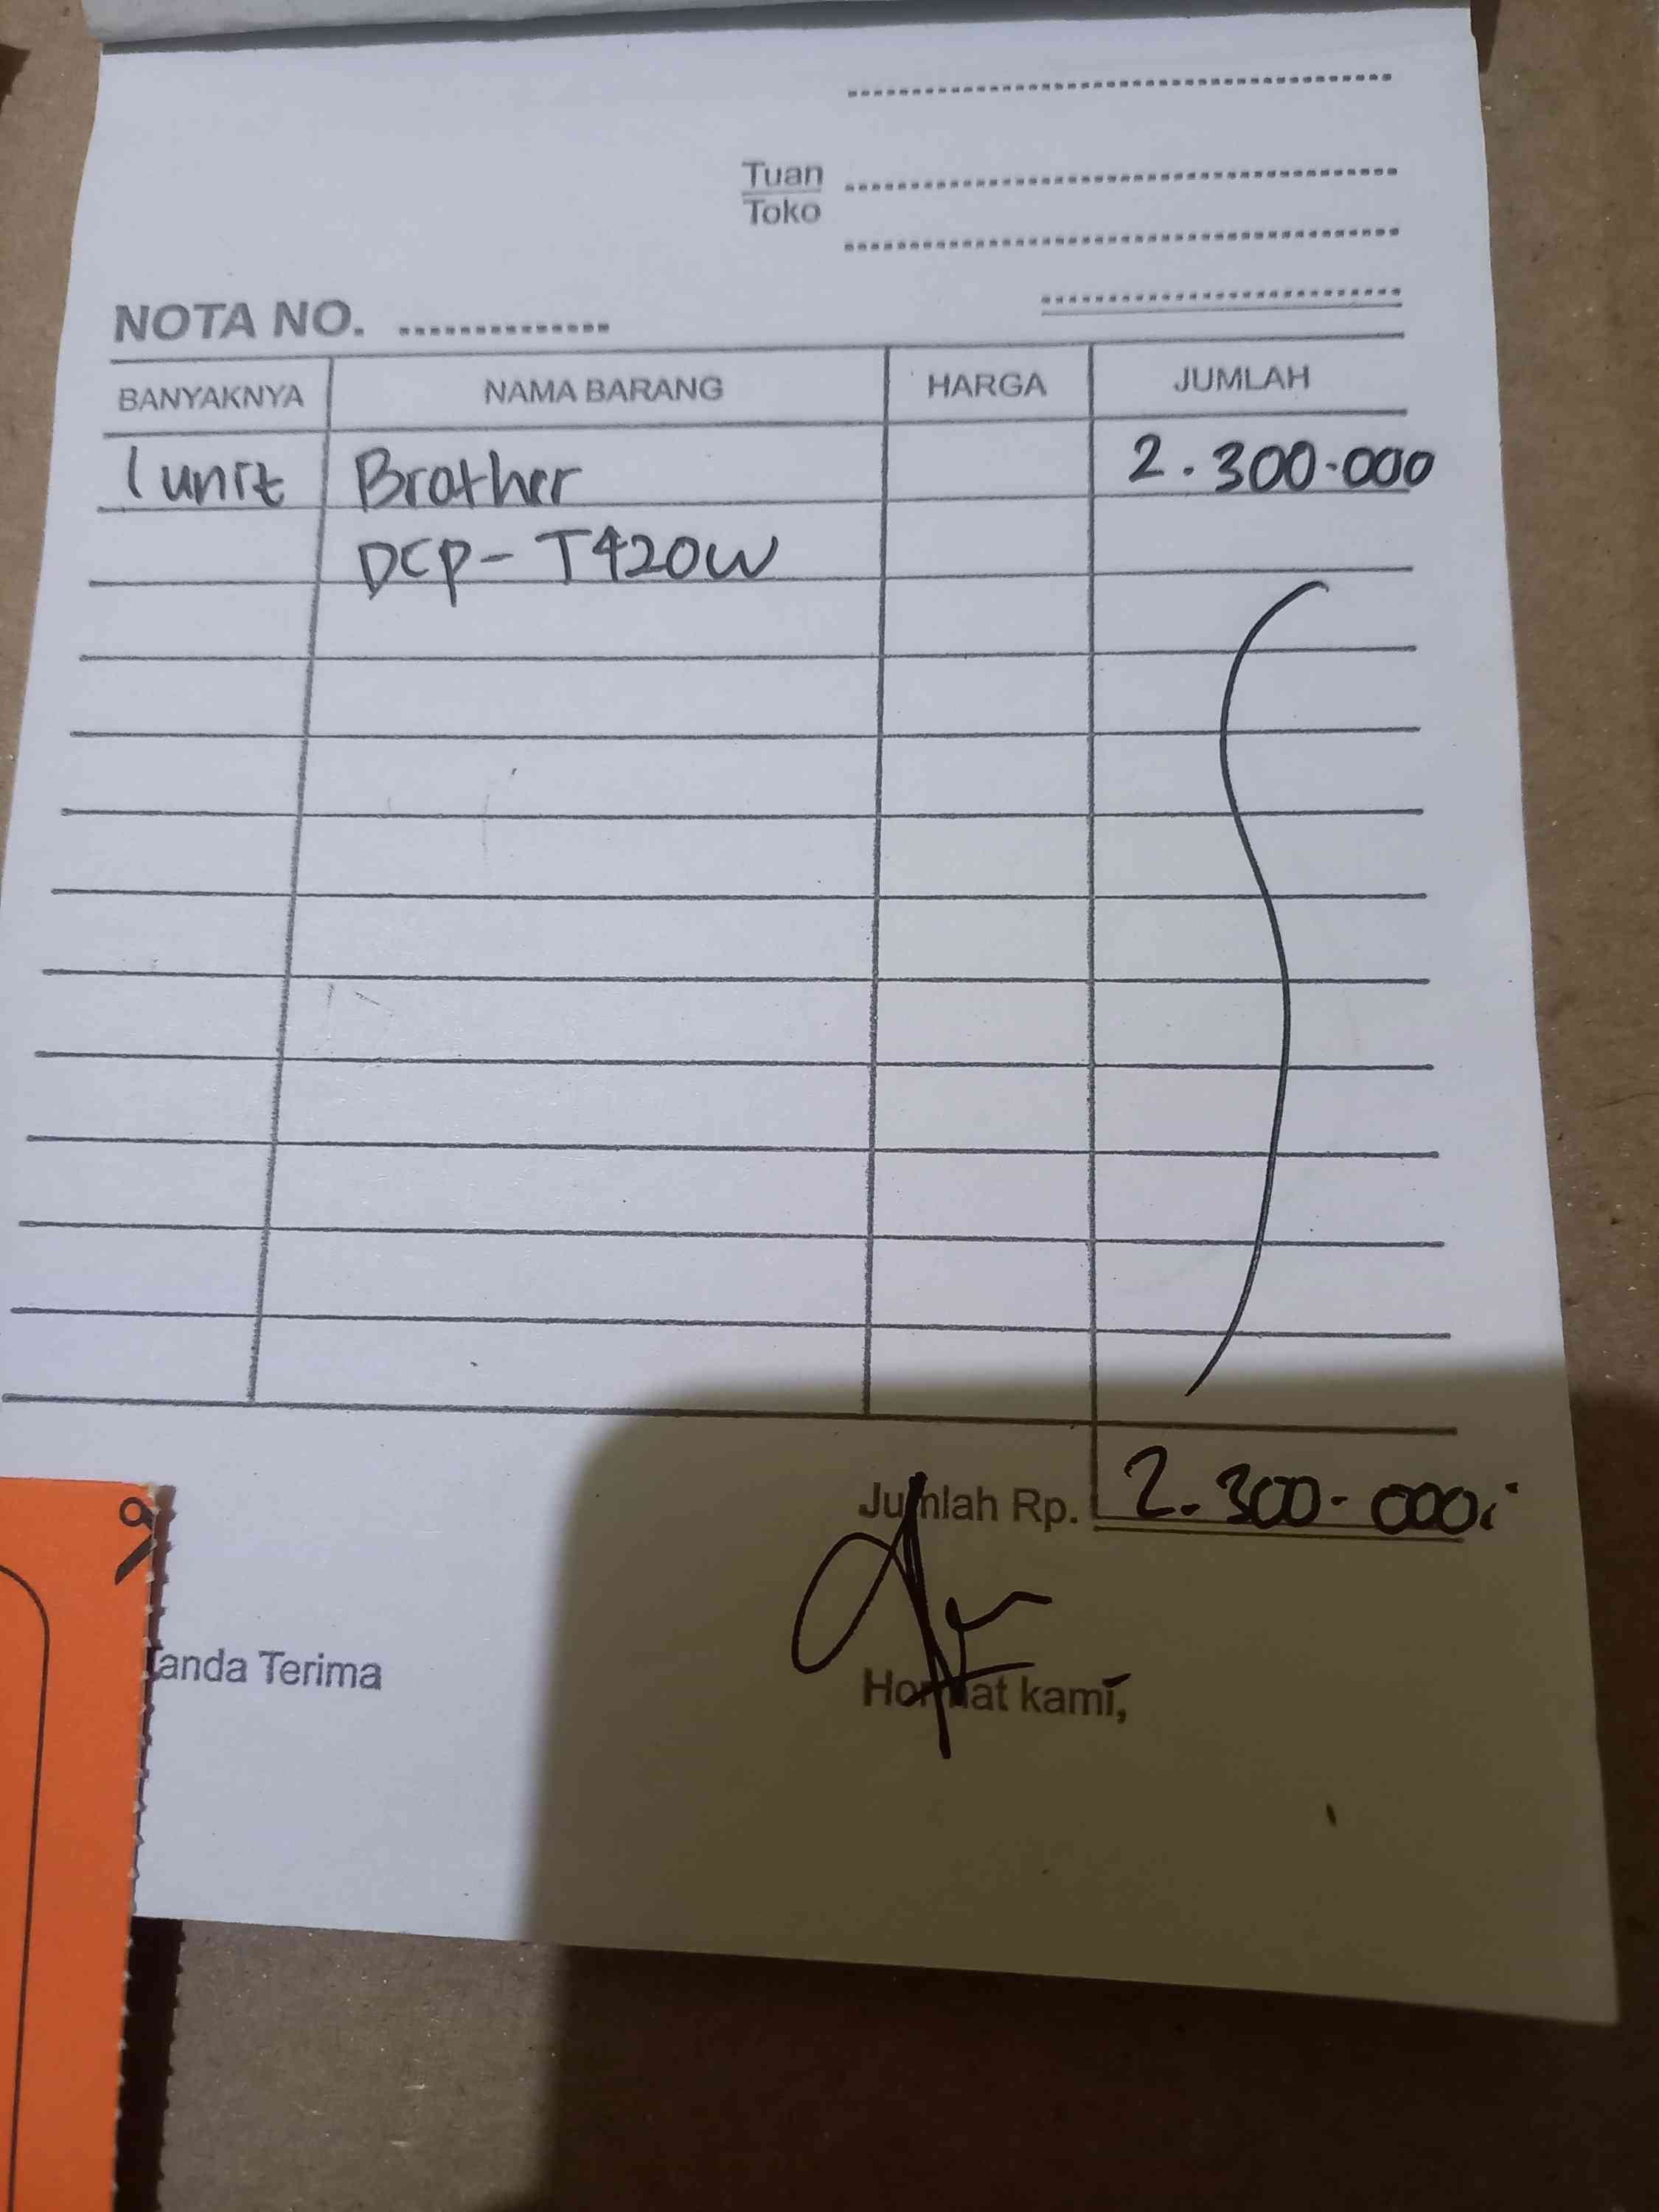 Tuan
Toko
NOTA NO.
BANYAKNYA NAMA BARANG HARGA JUMLAH
1 unit Brother 2.300.000
DCP-T420W
Jumlah Rp. 2.300.000
Tanda Terima
Hormat kami,